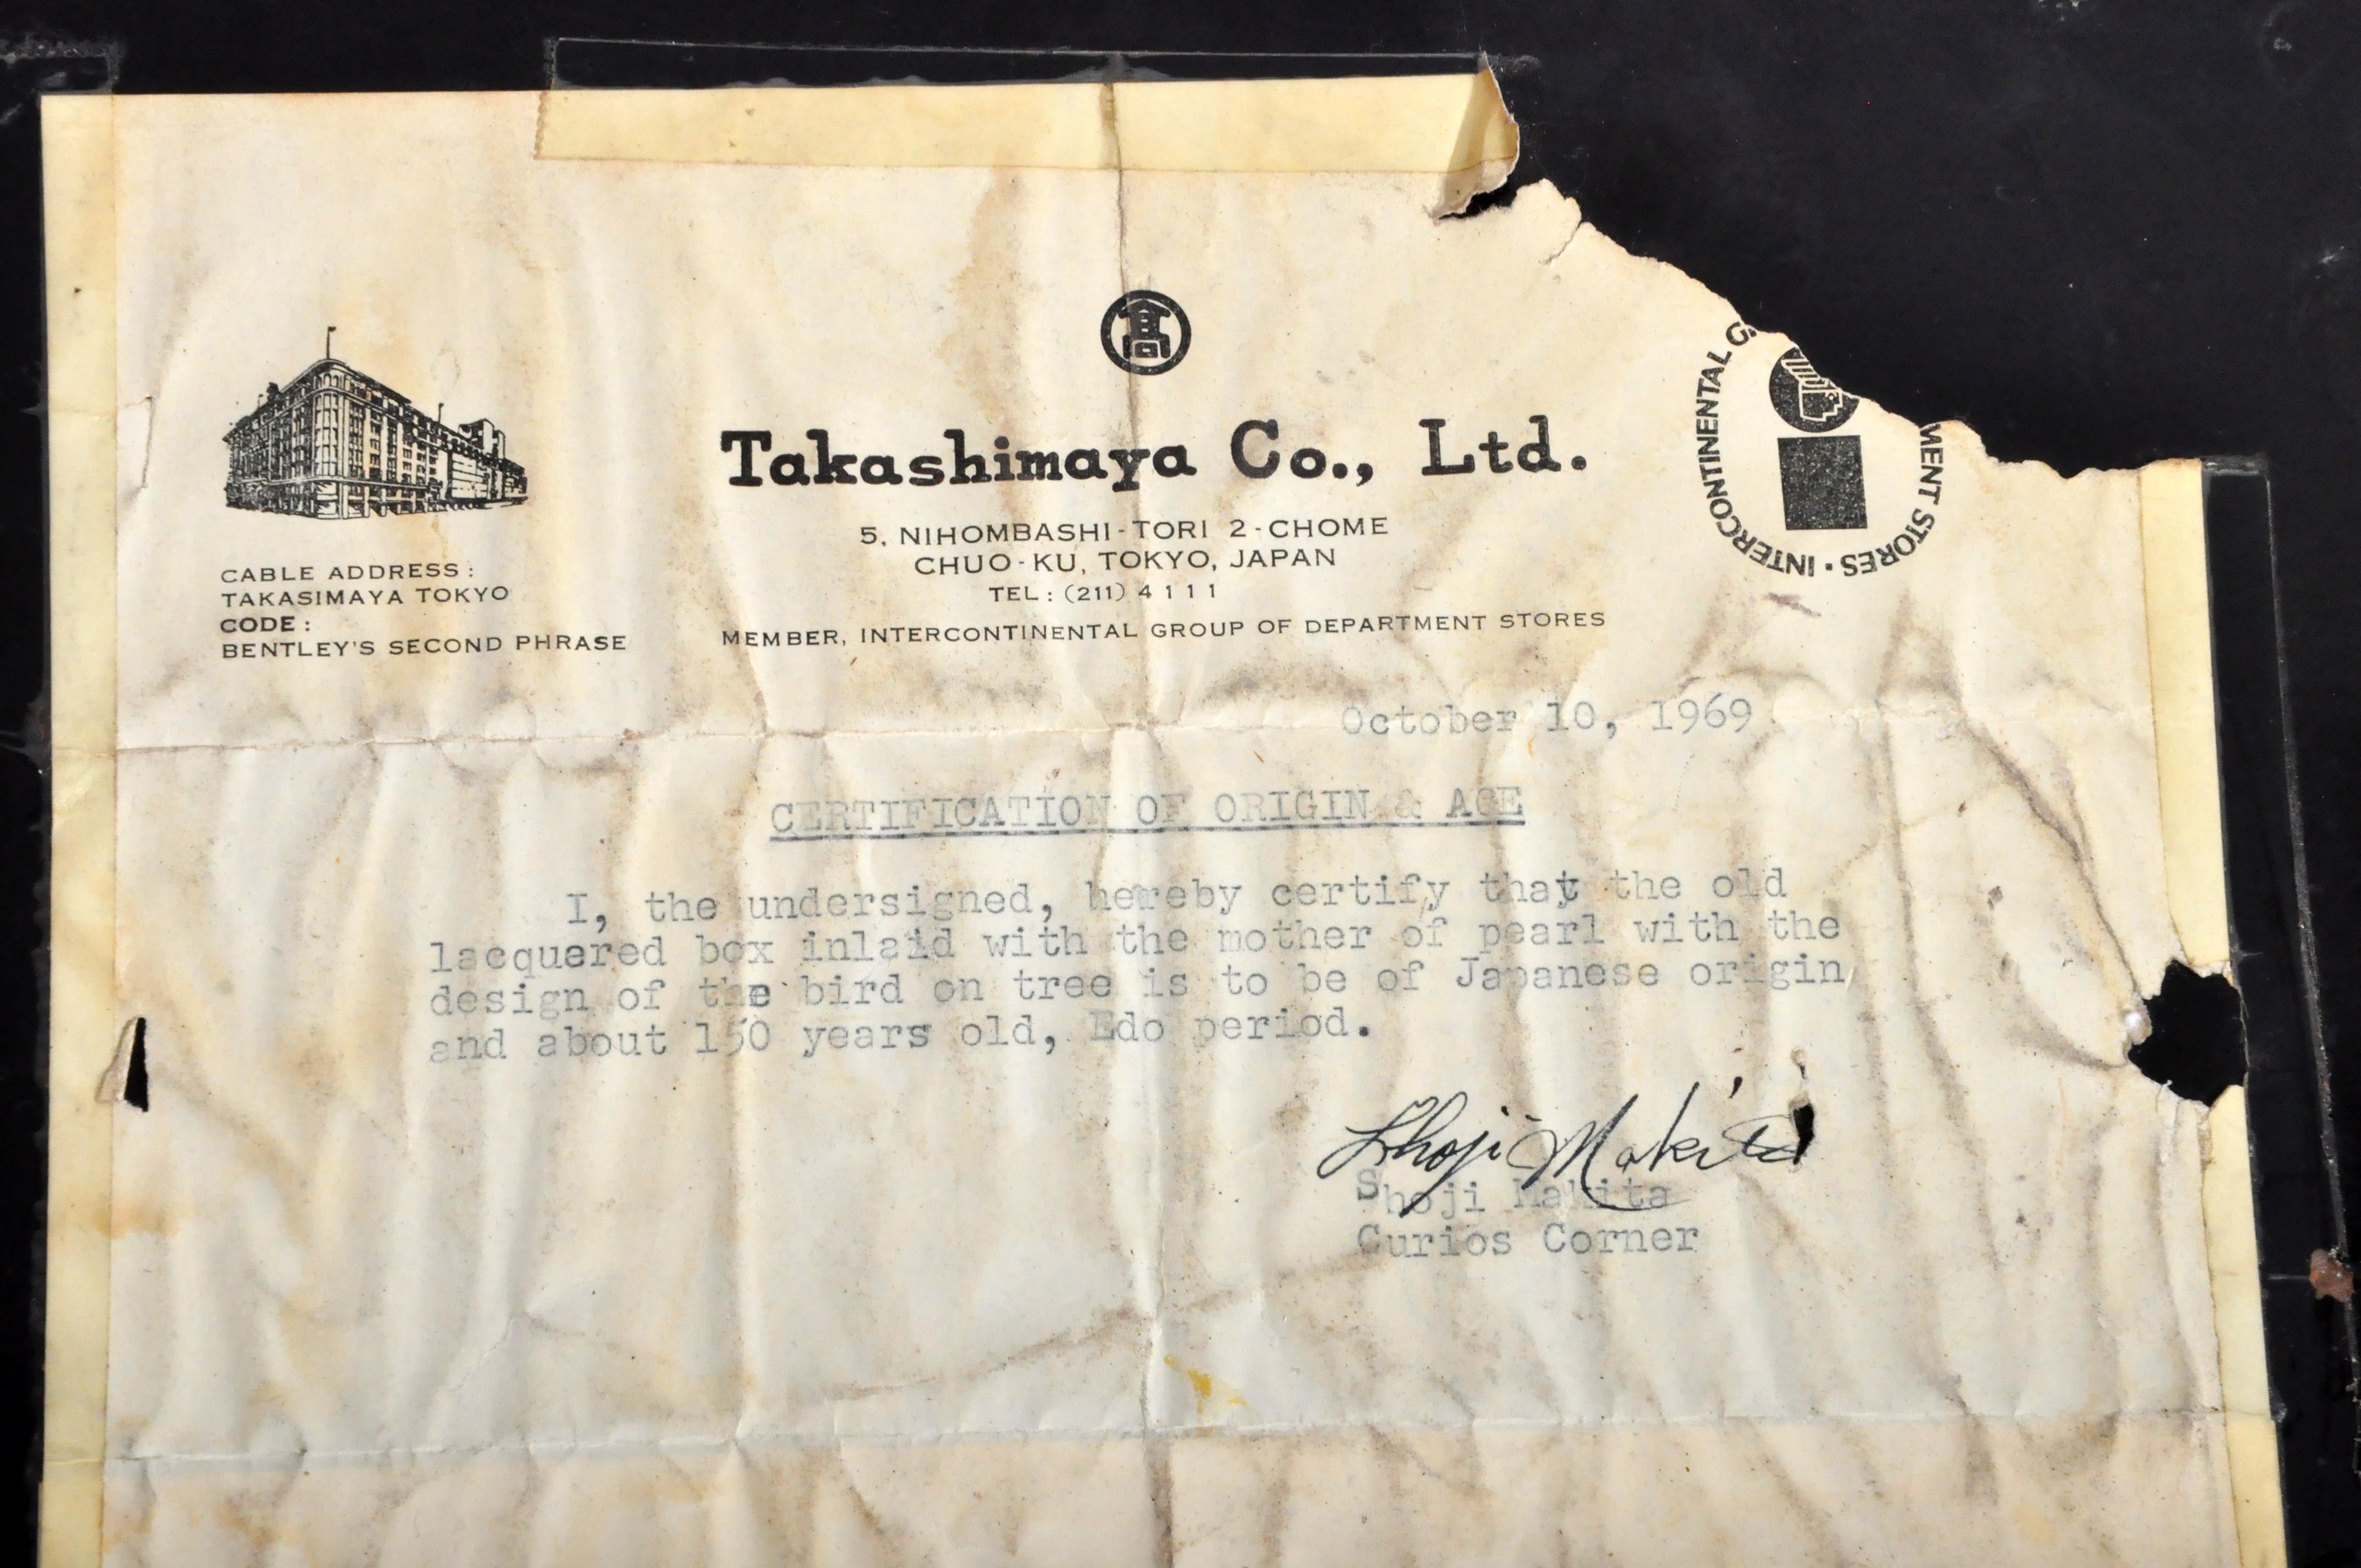 高
Takashimaya Co., Ltd.
5, NIHOMBASHI-TORI 2-CHOME
CHUO-KU, TOKYO, JAPAN
TEL: (211) 4111
MEMBER, INTERCONTINENTAL GROUP OF DEPARTMENT STORES
CABLE ADDRESS:
TAKASIMAYA TOKYO
CODE:
BENTLEY'S SECOND PHRASE
INTERCONTINENTAL G
MENT STORES · 
October 10, 1969
CERTIFICATION OF ORIGIN & AGE
I, the undersigned, hereby certify that the old
lacquered box inlaid with the mother of pearl with the
design of the bird on tree is to be of Japanese origin
and about 150 years old, Edo period.
Shoji Makita
Shoji Makita
Curios Corner